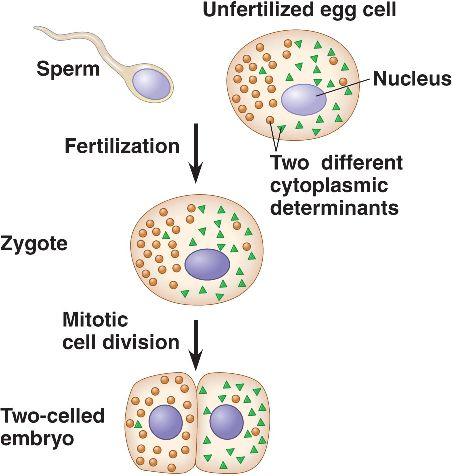 Unfertilized egg cell
Sperm
Nucleus
Fertilization
Two different
cytoplasmic
determinants
Zygote
Mitotic
cell division
Two-celled
embryo